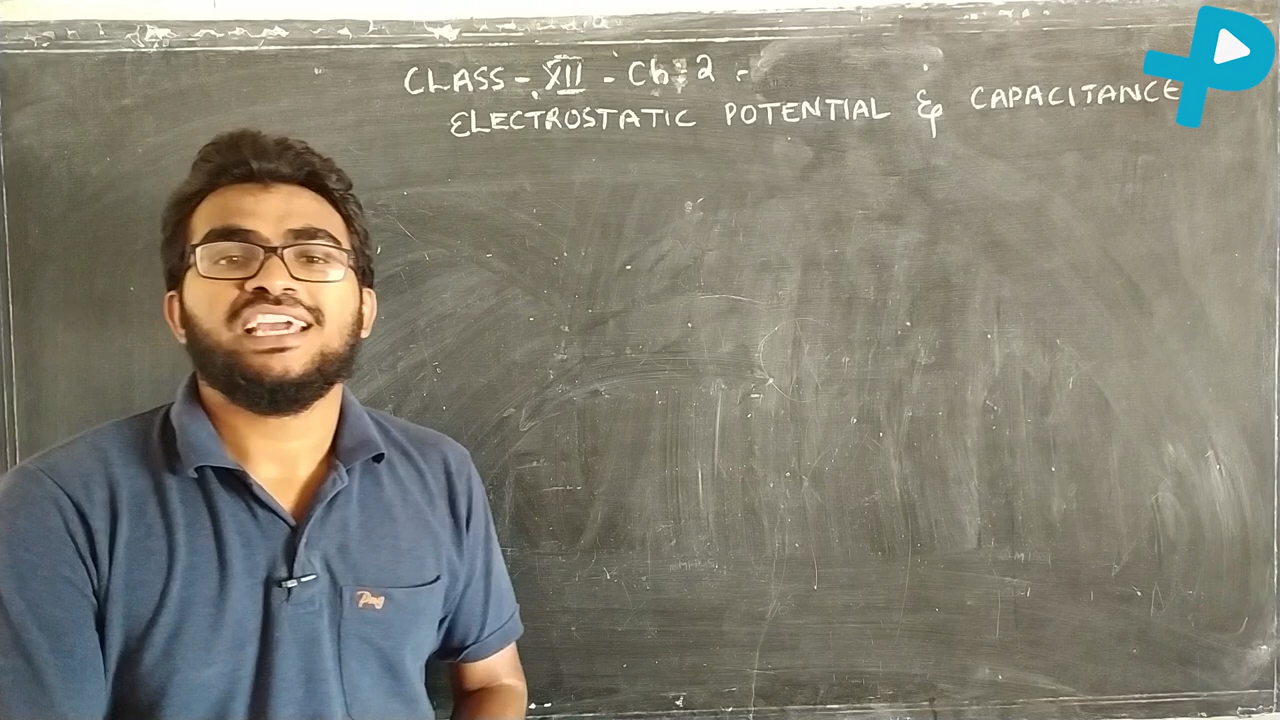 CLASS - XII - Ch: 2 -
ELECTROSTATIC POTENTIAL & CAPACITANCE